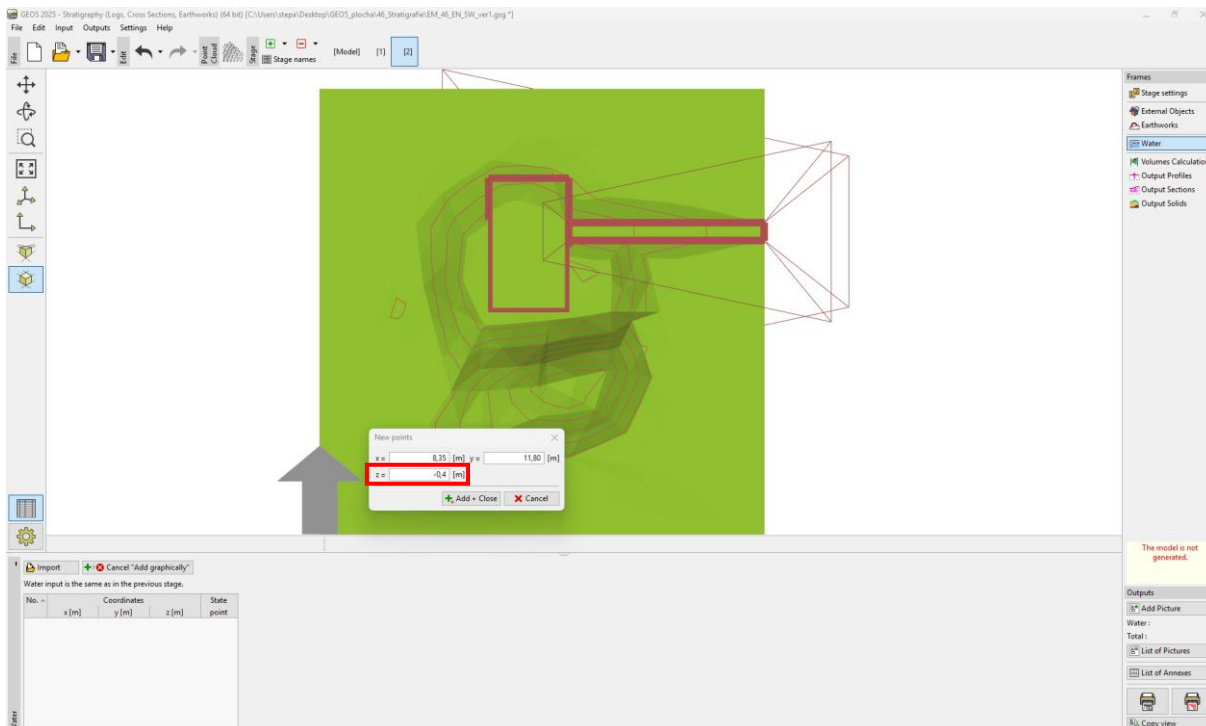 GEO5 2025 - Stratigraphy (Logs, Cross Sections, Earthworks) (64 bit) [C:\Users\stepa\Desktop\GEO5_plocha\46_Stratigrafie\EM_46_EN_SW_ver1.gsg *]
File Edit Input Outputs Settings Help
File
Edit
Point Cloud
Stage
Stage names
[Model] [1] [2]
Frames
Stage settings
External Objects
Earthworks
Water
Volumes Calculation
Output Profiles
Output Sections
Output Solids
New points
x = 8,35 [m] y = 11,80 [m]
z = -0,4 [m]
Add + Close Cancel
The model is not
generated.
Import Cancel "Add graphically"
Water input is the same as in the previous stage.
No. Coordinates State
x [m] y [m] z [m] point
Outputs
Add Picture
Water :
Total :
List of Pictures
List of Annexes
Copy view